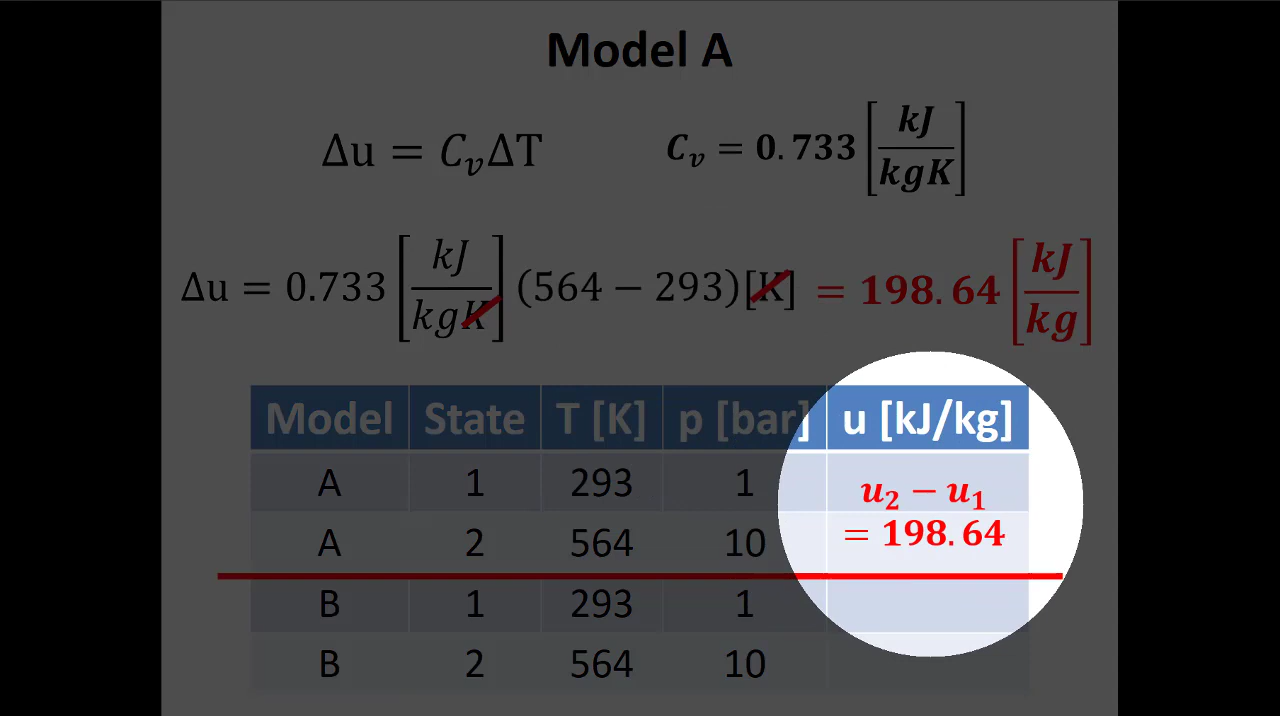 Model A
Δu = C_vΔT    C_v = 0.733 [kJ/kgK]
Δu = 0.733 [kJ/kgK] (564 − 293)[K] = 198.64 [kJ/kg]
Model State T [K] p [bar] u [kJ/kg]
A 1 293 1 u₂ − u₁
A 2 564 10 = 198.64
B 1 293 1
B 2 564 10